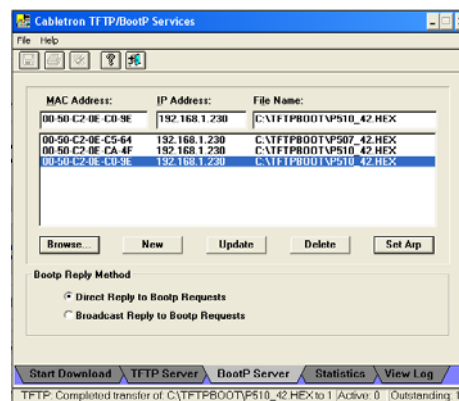 Cabletron TFTP/BootP Services
File Help
MAC Address: IP Address: File Name:
00-50-C2-0E-C0-9E 192.168.1.230 C:\TFTPBOOT\P510_42.HEX
00-50-C2-0E-C5-64 192.168.1.230 C:\TFTPBOOT\P507_42.HEX
00-50-C2-0E-CA-4F 192.168.1.230 C:\TFTPBOOT\P510_42.HEX
00-50-C2-0E-C0-9E 192.168.1.230 C:\TFTPBOOT\P510_42.HEX
Browse... New Update Delete Set Arp
Bootp Reply Method
Direct Reply to Bootp Requests
Broadcast Reply to Bootp Requests
Start Download TFTP Server BootP Server Statistics View Log
TFTP: Completed transfer of C:\TFTPBOOT\P510_42.HEX to 1 Active: 0 Outstanding: 1